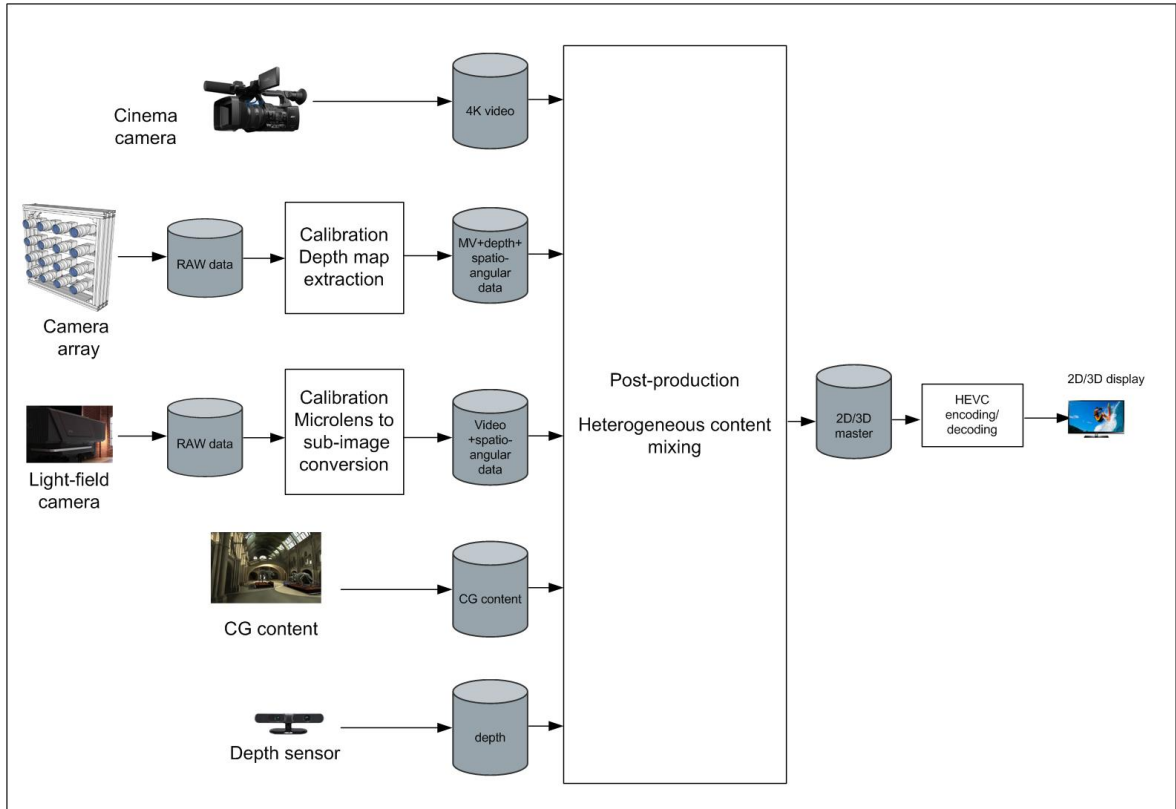 Cinema
camera
4K video
Camera
array
RAW data
Calibration
Depth map
extraction
MV+depth+
spatio-
angular
data
Light-field
camera
RAW data
Calibration
Microlens to
sub-image
conversion
Video
+spatio-
angular
data
CG content
CG content
Depth sensor
depth
Post-production
Heterogeneous content
mixing
2D/3D
master
HEVC
encoding/
decoding
2D/3D display